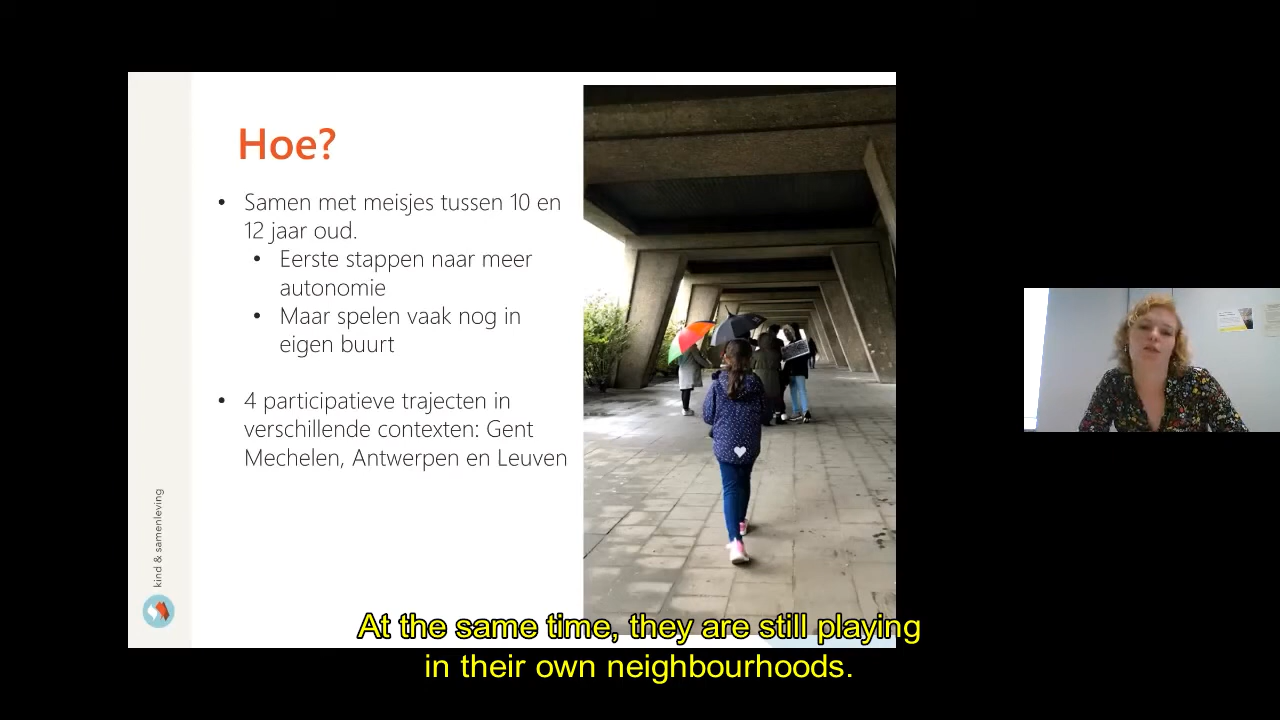 Hoe?
• Samen met meisjes tussen 10 en
12 jaar oud.
• Eerste stappen naar meer
autonomie
• Maar spelen vaak nog in
eigen buurt
• 4 participatieve trajecten in
verschillende contexten: Gent
Mechelen, Antwerpen en Leuven
kind & samenleving
At the same time, they are still playing
in their own neighbourhoods.